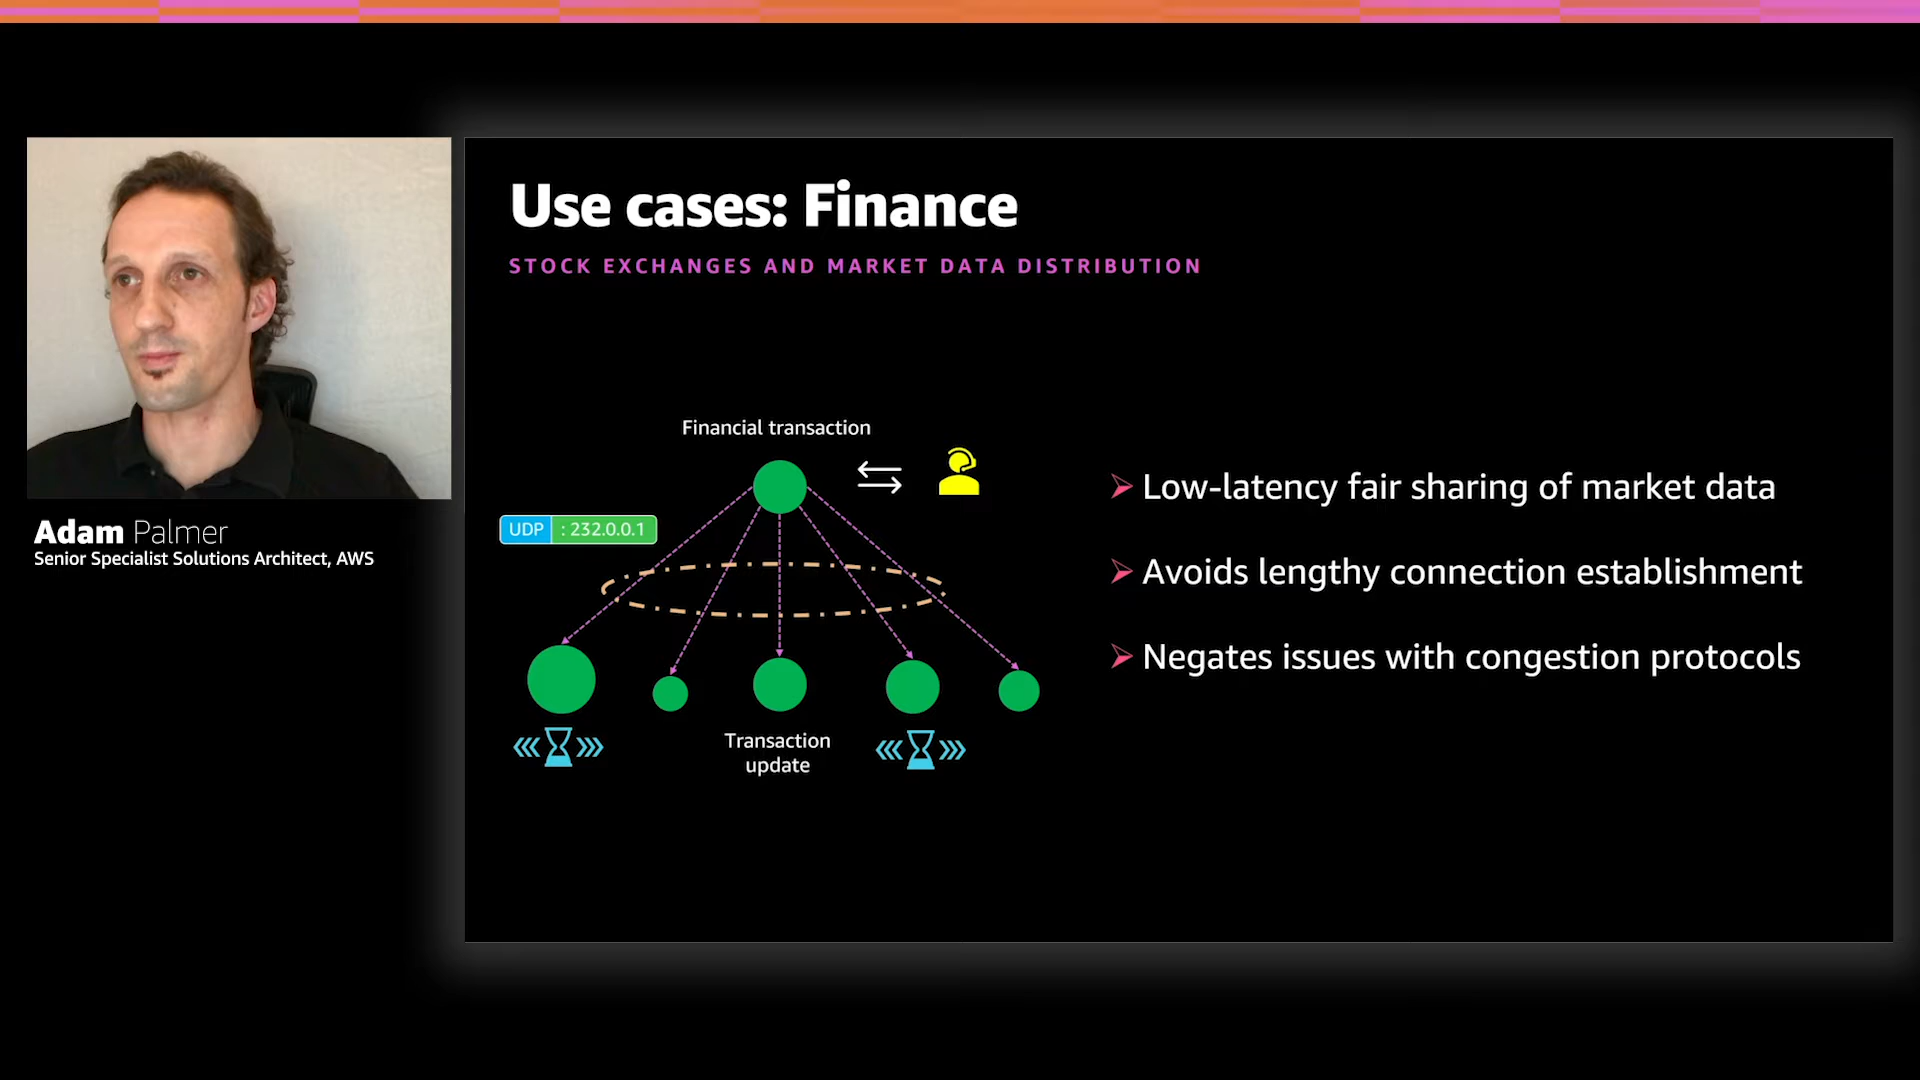 Use cases: Finance
STOCK EXCHANGES AND MARKET DATA DISTRIBUTION
Adam Palmer
Senior Specialist Solutions Architect, AWS
Financial transaction
UDP : 232.0.0.1
Transaction
update
Low-latency fair sharing of market data
Avoids lengthy connection establishment
Negates issues with congestion protocols